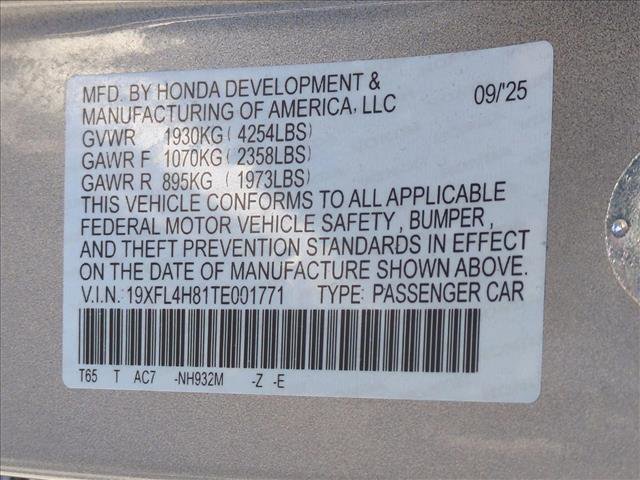 MFD. BY HONDA DEVELOPMENT &
MANUFACTURING OF AMERICA, LLC 09/'25
GVWR 1930KG ( 4254LBS)
GAWR F 1070KG ( 2358LBS)
GAWR R 895KG ( 1973LBS)
THIS VEHICLE CONFORMS TO ALL APPLICABLE
FEDERAL MOTOR VEHICLE SAFETY, BUMPER,
AND THEFT PREVENTION STANDARDS IN EFFECT
ON THE DATE OF MANUFACTURE SHOWN ABOVE.
V.I.N. 19XFL4H81TE001771 TYPE: PASSENGER CAR
T65 T AC7 -NH932M -Z -E